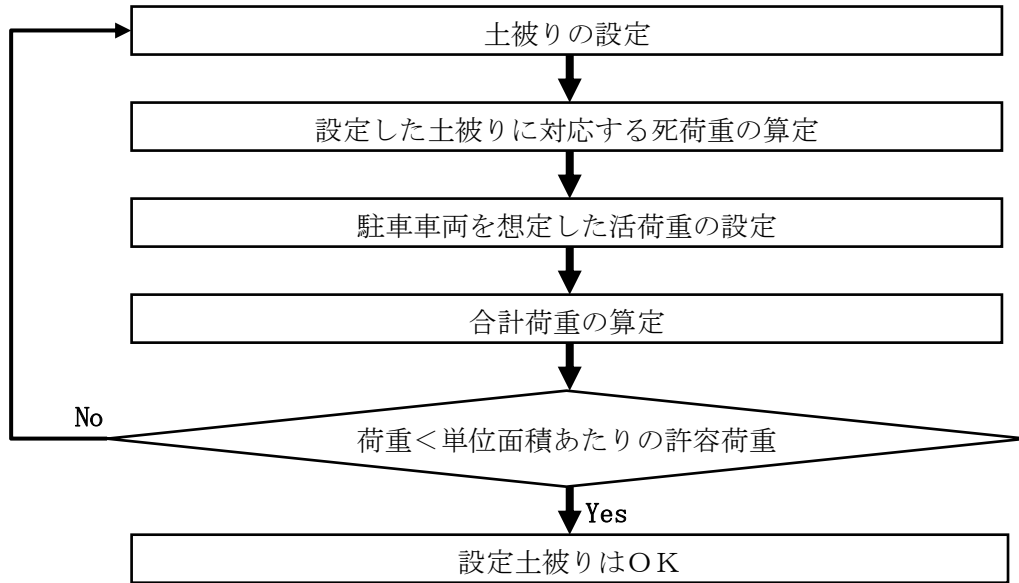 土被りの設定
設定した土被りに対応する死荷重の算定
駐車車両を想定した活荷重の設定
合計荷重の算定
No
荷重＜単位面積あたりの許容荷重
Yes
設定土被りはＯＫ